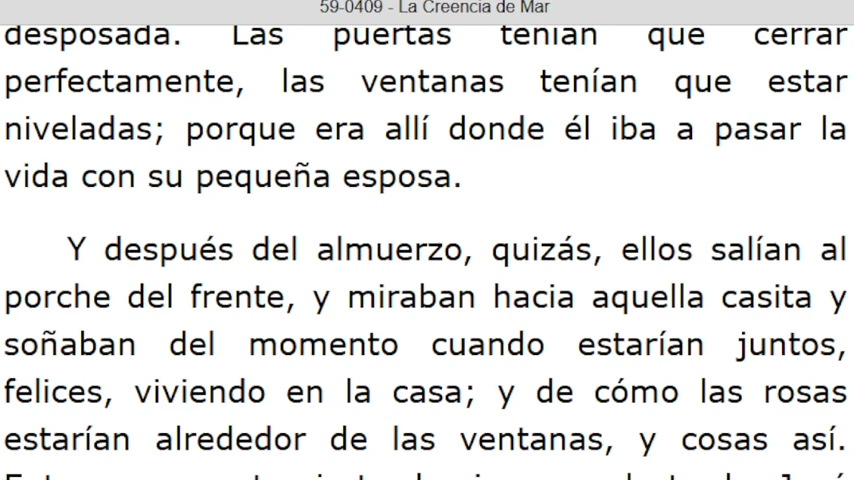 59-0409 - La Creencia de Mar
desposada. Las puertas tenían que cerrar
perfectamente, las ventanas tenían que estar
niveladas; porque era allí donde él iba a pasar la
vida con su pequeña esposa.
Y después del almuerzo, quizás, ellos salían al
porche del frente, y miraban hacia aquella casita y
soñaban del momento cuando estarían juntos,
felices, viviendo en la casa; y de cómo las rosas
estarían alrededor de las ventanas, y cosas así.